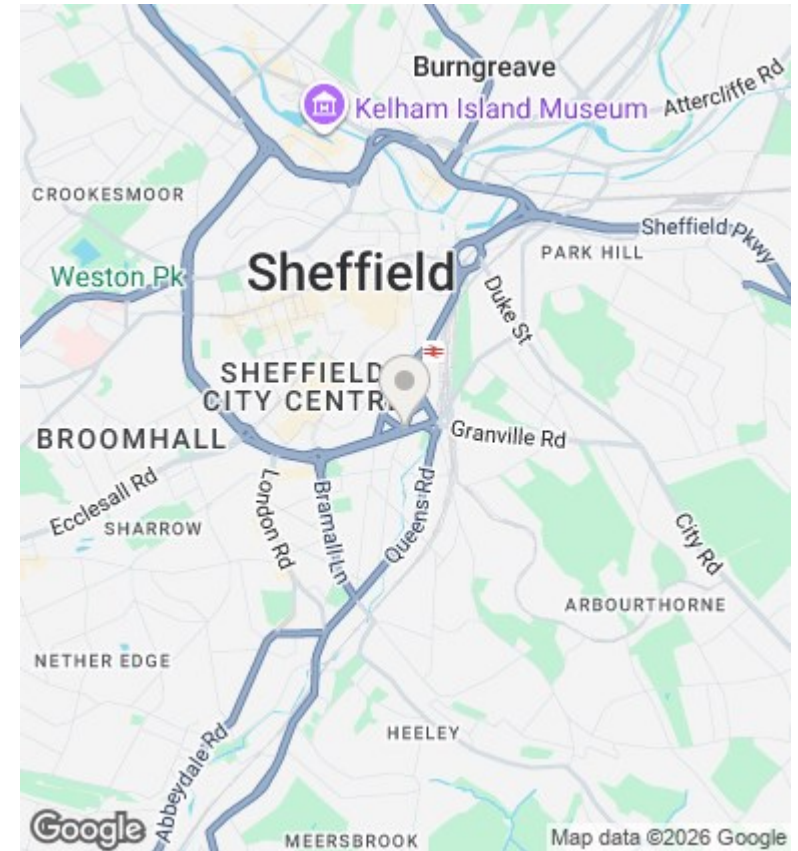 Burngreave
Attercliffe Rd
Kelham Island Museum
CROOKESMOOR
Sheffield Pkwy
PARK HILL
Weston Pk
Sheffield
Duke St
SHEFFIELD
CITY CENTR
BROOMHALL
Granville Rd
Ecclesall Rd
London Rd
Bramall Ln
Queens Rd
City Rd
SHARROW
ARBOURTHORNE
NETHER EDGE
HEELEY
Abbeydale Rd
MEERSBROOK
Google
Map data ©2026 Google